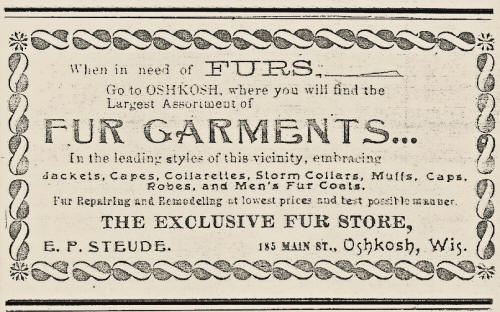 When in need of FURS,
Go to OSHKOSH, where you will find the
Largest Assortment of
FUR GARMENTS...
In the leading styles of this vicinity, embracing
Jackets, Capes, Collarettes, Storm Collars, Muffs, Caps,
Robes, and Men's Fur Coats.
Fur Repairing and Remodeling at lowest prices and best possible manner.
THE EXCLUSIVE FUR STORE,
E. P. STEUDE. 185 MAIN ST., Oshkosh, Wis.